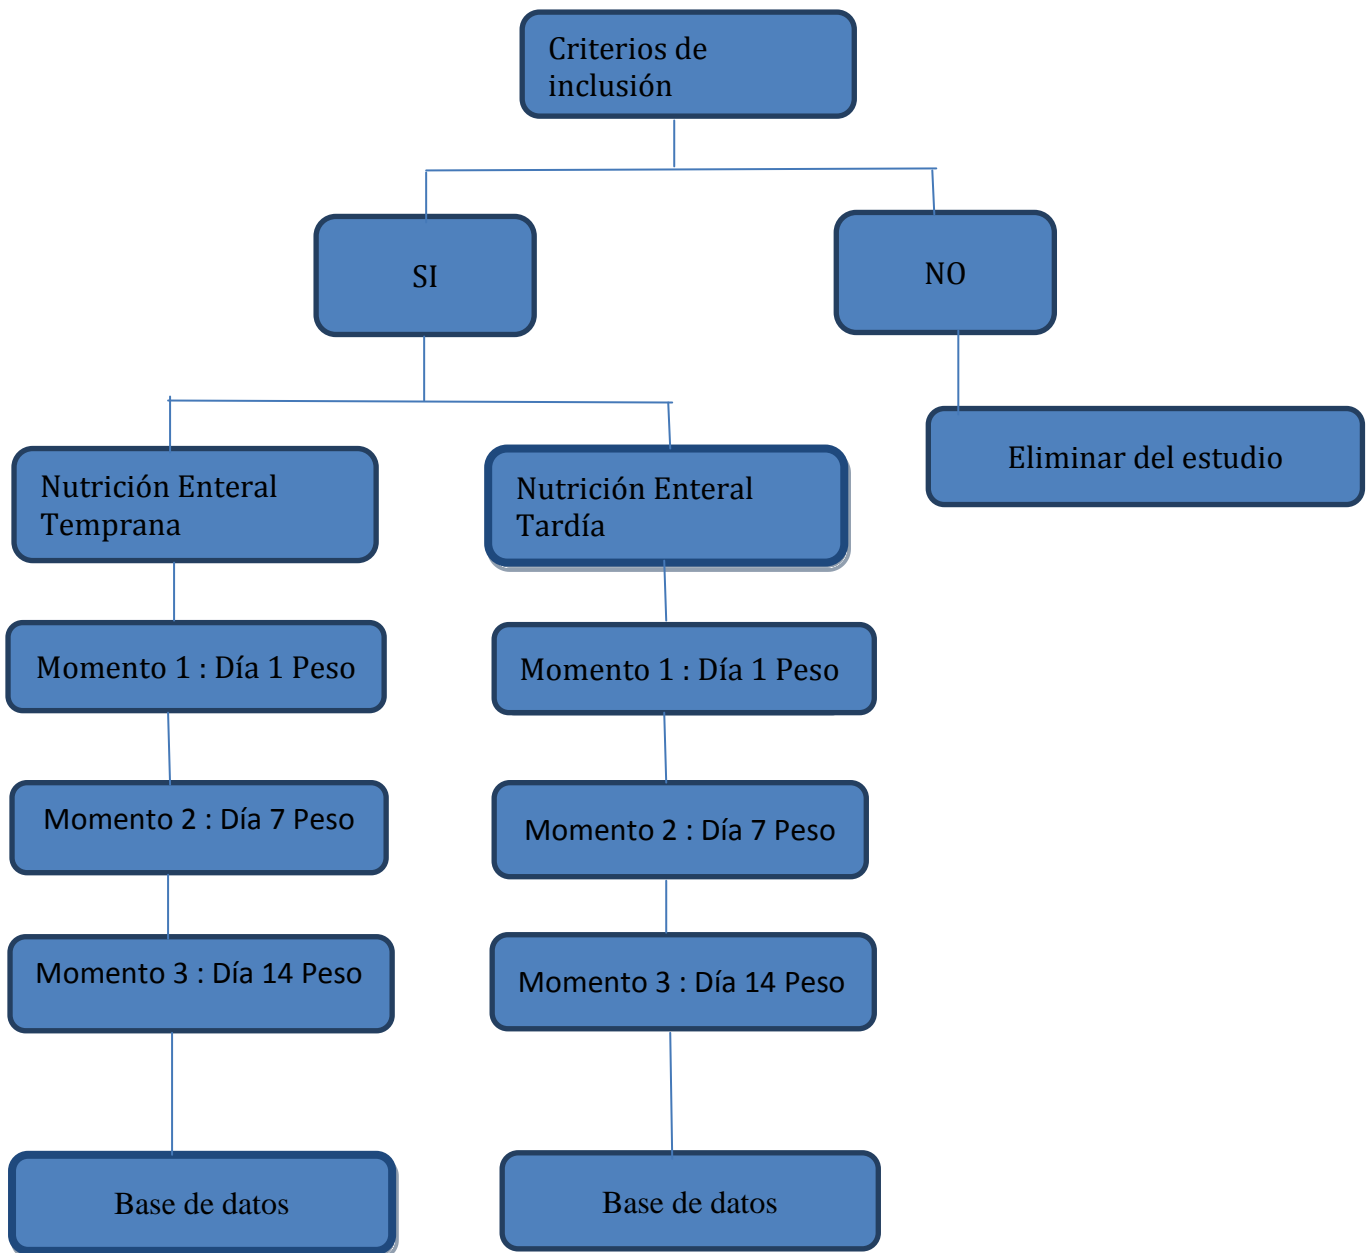 Criterios de
inclusión
SI
NO
Eliminar del estudio
Nutrición Enteral
Temprana
Nutrición Enteral
Tardía
Momento 1 : Día 1 Peso
Momento 1 : Día 1 Peso
Momento 2 : Día 7 Peso
Momento 2 : Día 7 Peso
Momento 3 : Día 14 Peso
Momento 3 : Día 14 Peso
Base de datos
Base de datos